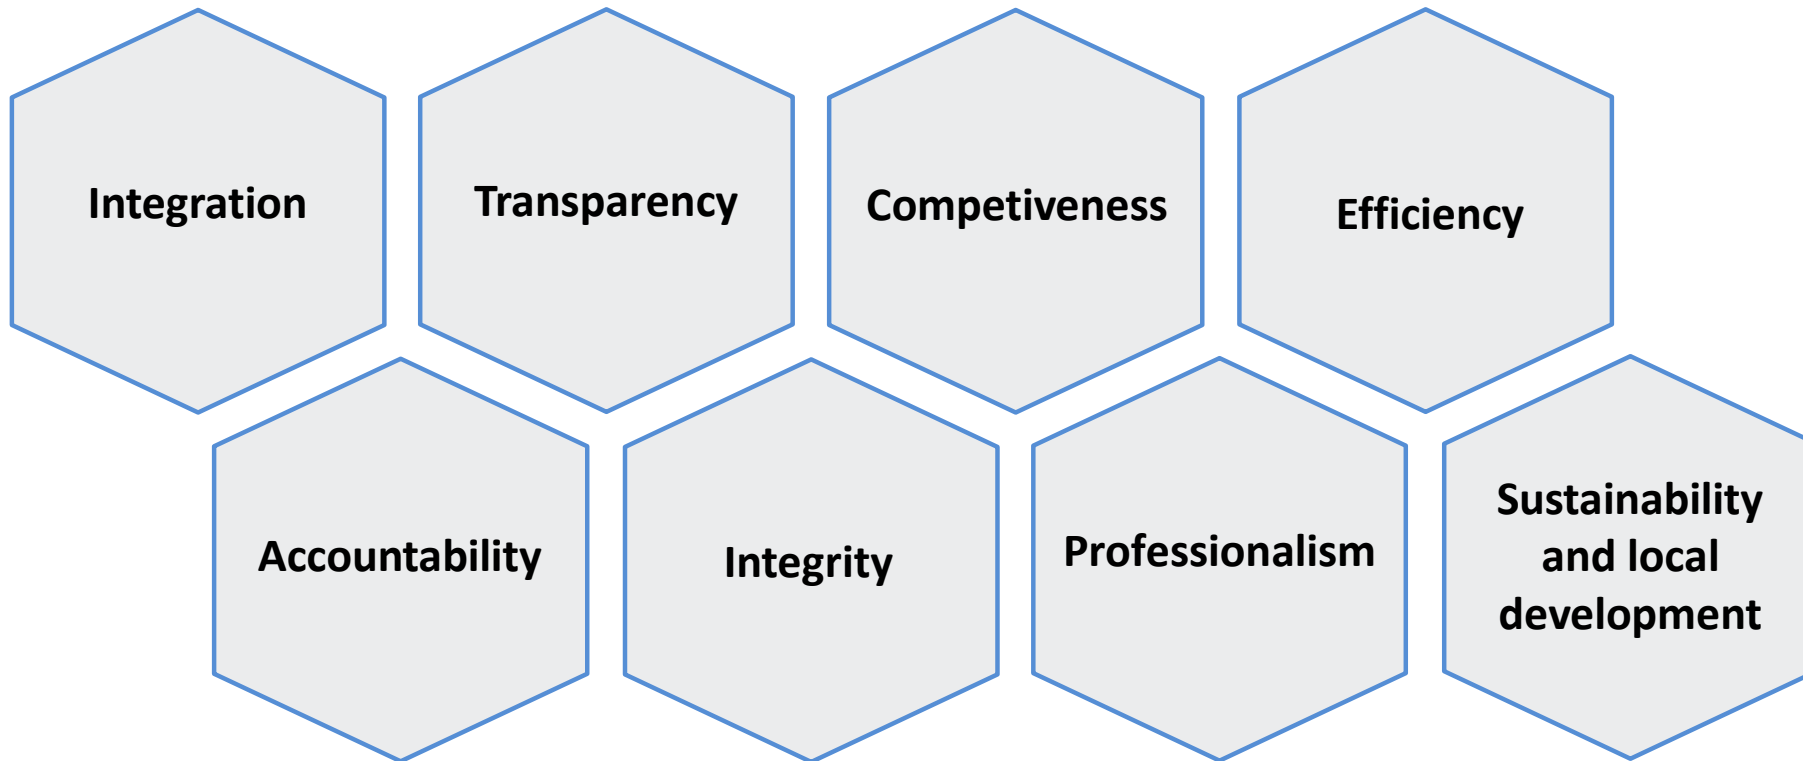 Integration
Transparency
Competiveness
Efficiency
Accountability
Integrity
Professionalism
Sustainability
and local
development